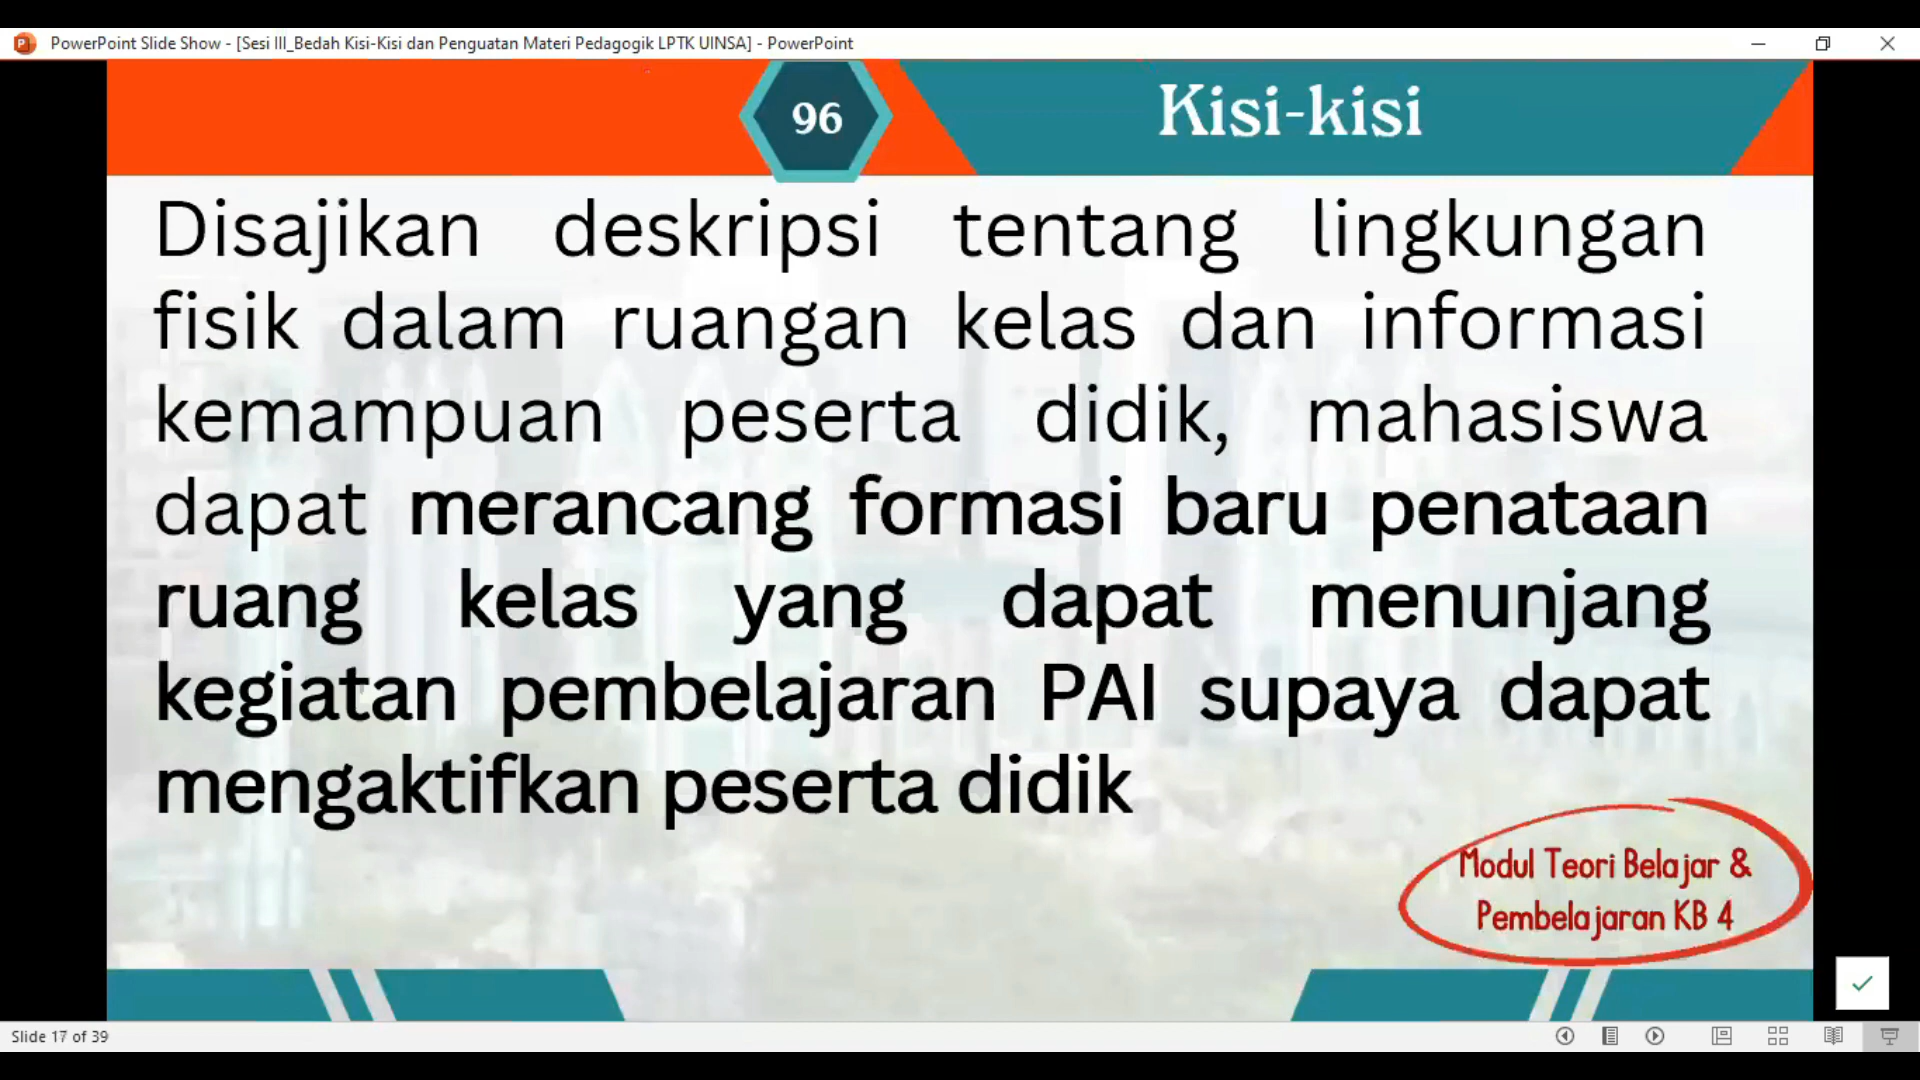 PowerPoint Slide Show - [Sesi III_Bedah Kisi-Kisi dan Penguatan Materi Pedagogik LPTK UINSA] - PowerPoint
96
Kisi-kisi
Disajikan deskripsi tentang lingkungan
fisik dalam ruangan kelas dan informasi
kemampuan peserta didik, mahasiswa
dapat merancang formasi baru penataan
ruang kelas yang dapat menunjang
kegiatan pembelajaran PAI supaya dapat
mengaktifkan peserta didik
Modul Teori Belajar &
Pembelajaran KB 4
Slide 17 of 39